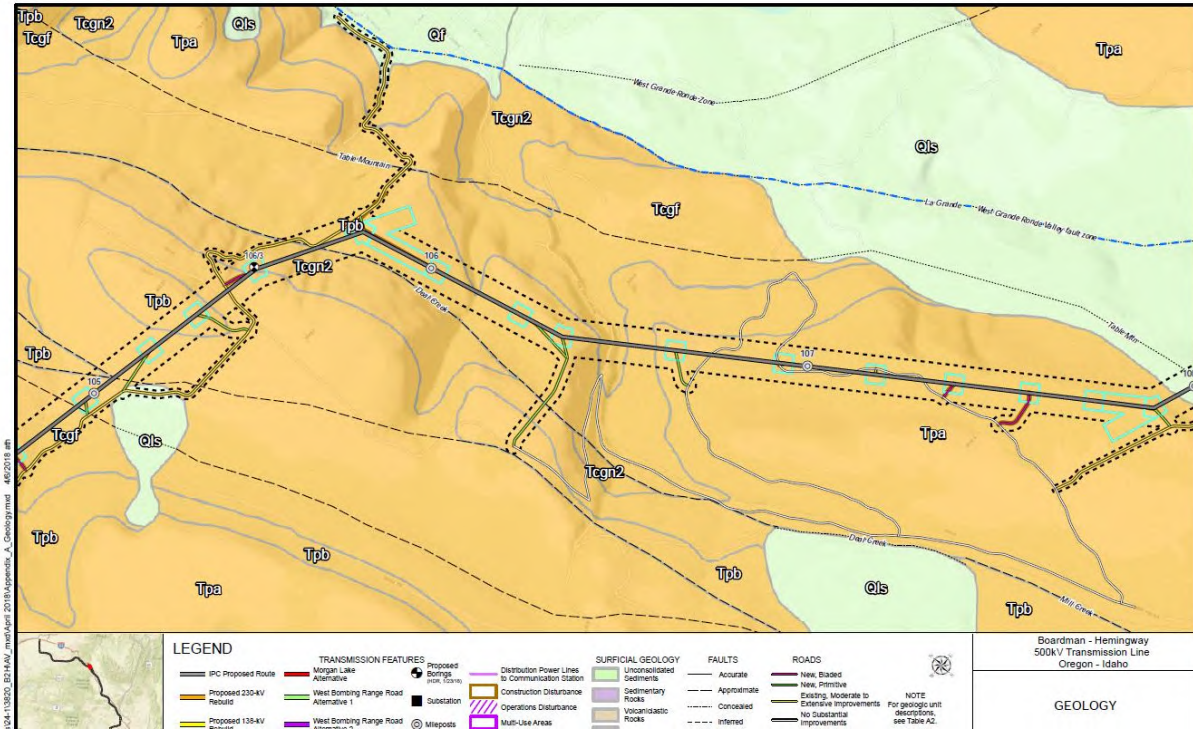 Tpb
Tcgn2
Qls
Qf
Tcgf
Tpa
Tpa
West Grande Ronde Zone
Tcgn2
Qls
Table Mountain
Tcgf
La Grande
West Grande Ronde Valley fault zone
Tpb
106/3
106
Tcgn2
Deaf Creek
Tpb
Table Mtn
Tpb
107
105
Tcgf
Qls
Tpa
Tcgn2
Tpb
Tpb
Deaf Creek
Tpb
Tpa
Qls
Mill Creek
Tpb
4/6/2018
LEGEND
TRANSMISSION FEATURES
IPC Proposed Route
Proposed 230-kV
Rebuild
Proposed 138-kV
Morgan Lake
Alternative
West Bombing Range Road
Alternative 1
West Bombing Range Road
Proposed
Borings
Substation
Mileposts
Distribution Power Lines
to Communication Station
Construction Disturbance
Operations Disturbance
Multi-Use Areas
SURFICIAL GEOLOGY
Unconsolidated
Sediments
Sedimentary
Rocks
Volcaniclastic
Rocks
FAULTS
Accurate
Approximate
Concealed
Inferred
ROADS
New, Bladed
New, Primitive
Existing, Moderate to
Extensive Improvements
No Substantial
Improvements
NOTE
For geologic unit
descriptions,
see Table A2.
Boardman - Hemingway
500kV Transmission Line
Oregon - Idaho
GEOLOGY